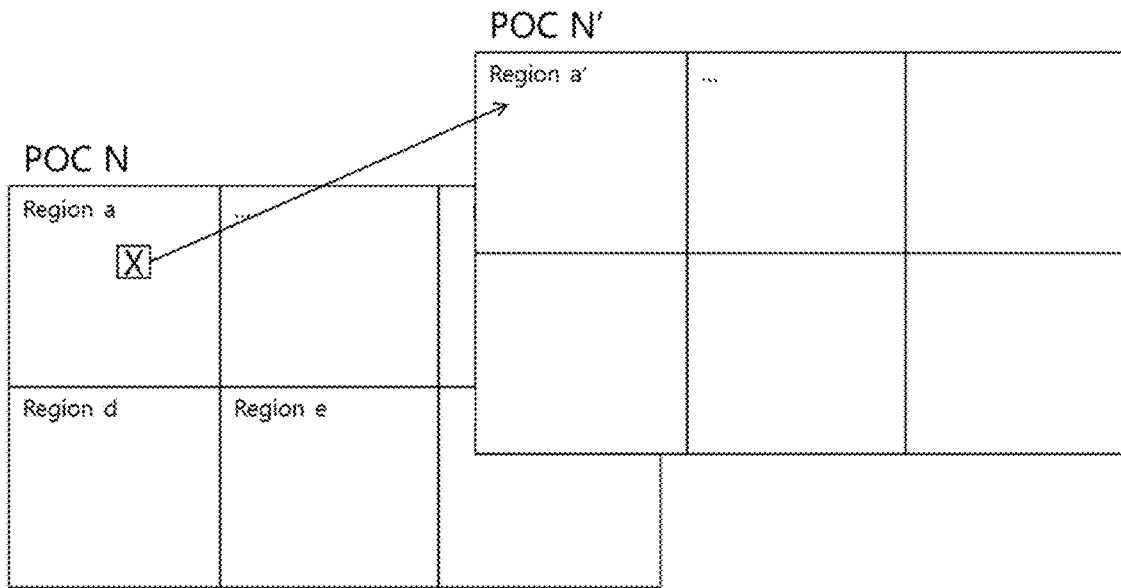 POC N'
Region a'
...
POC N
Region a
...
X
Region d
Region e